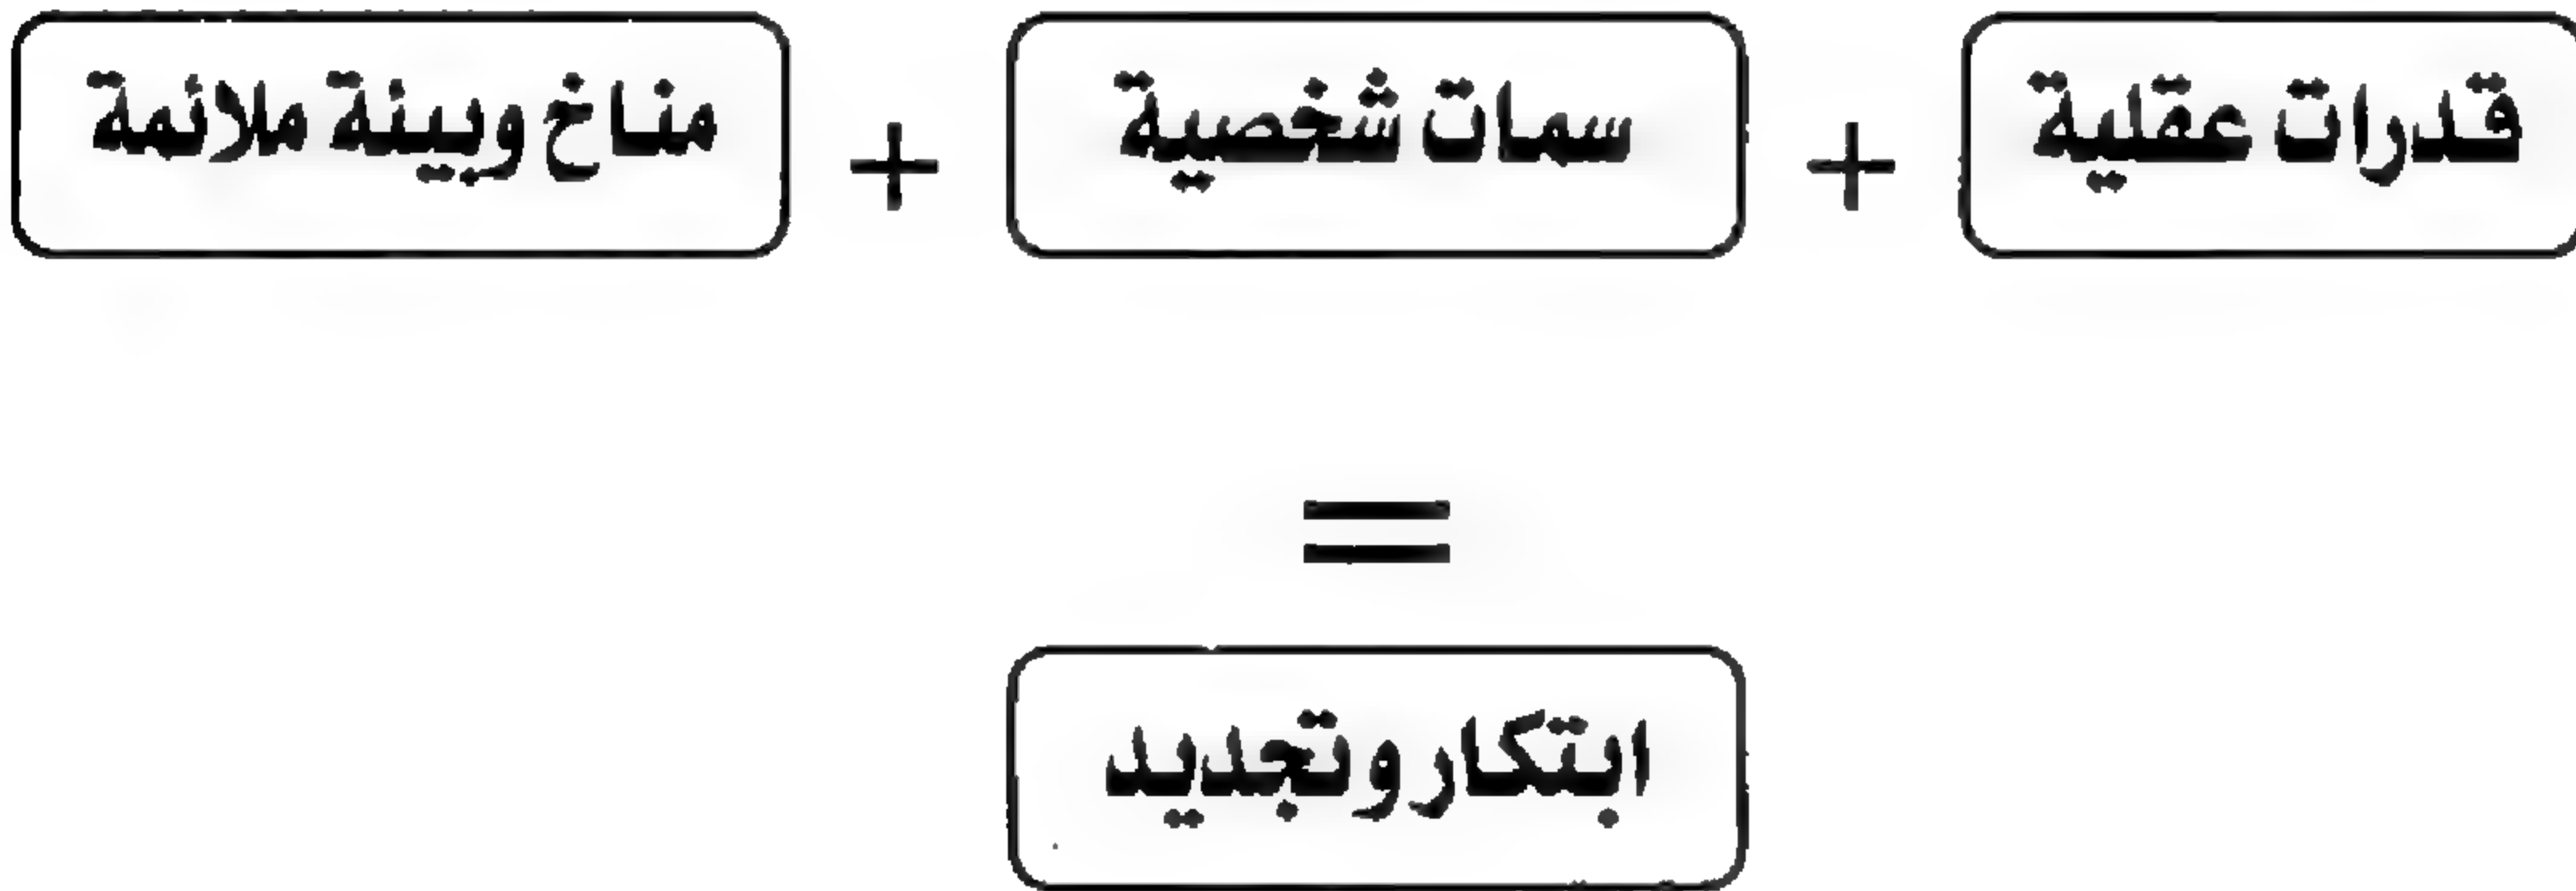 قدرات عقلية + سمات شخصية + مناخ وبيئة ملائمة
=
ابتكار وتجديد